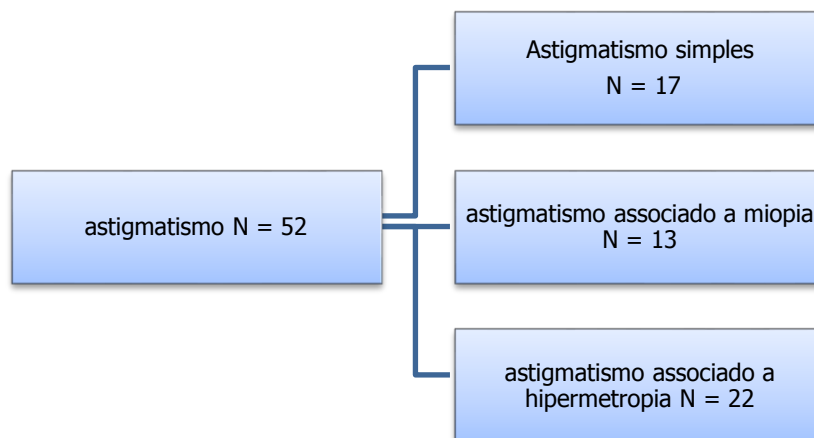 Astigmatismo simples
N = 17
astigmatismo N = 52
astigmatismo associado a miopia
N = 13
astigmatismo associado a
hipermetropia N = 22